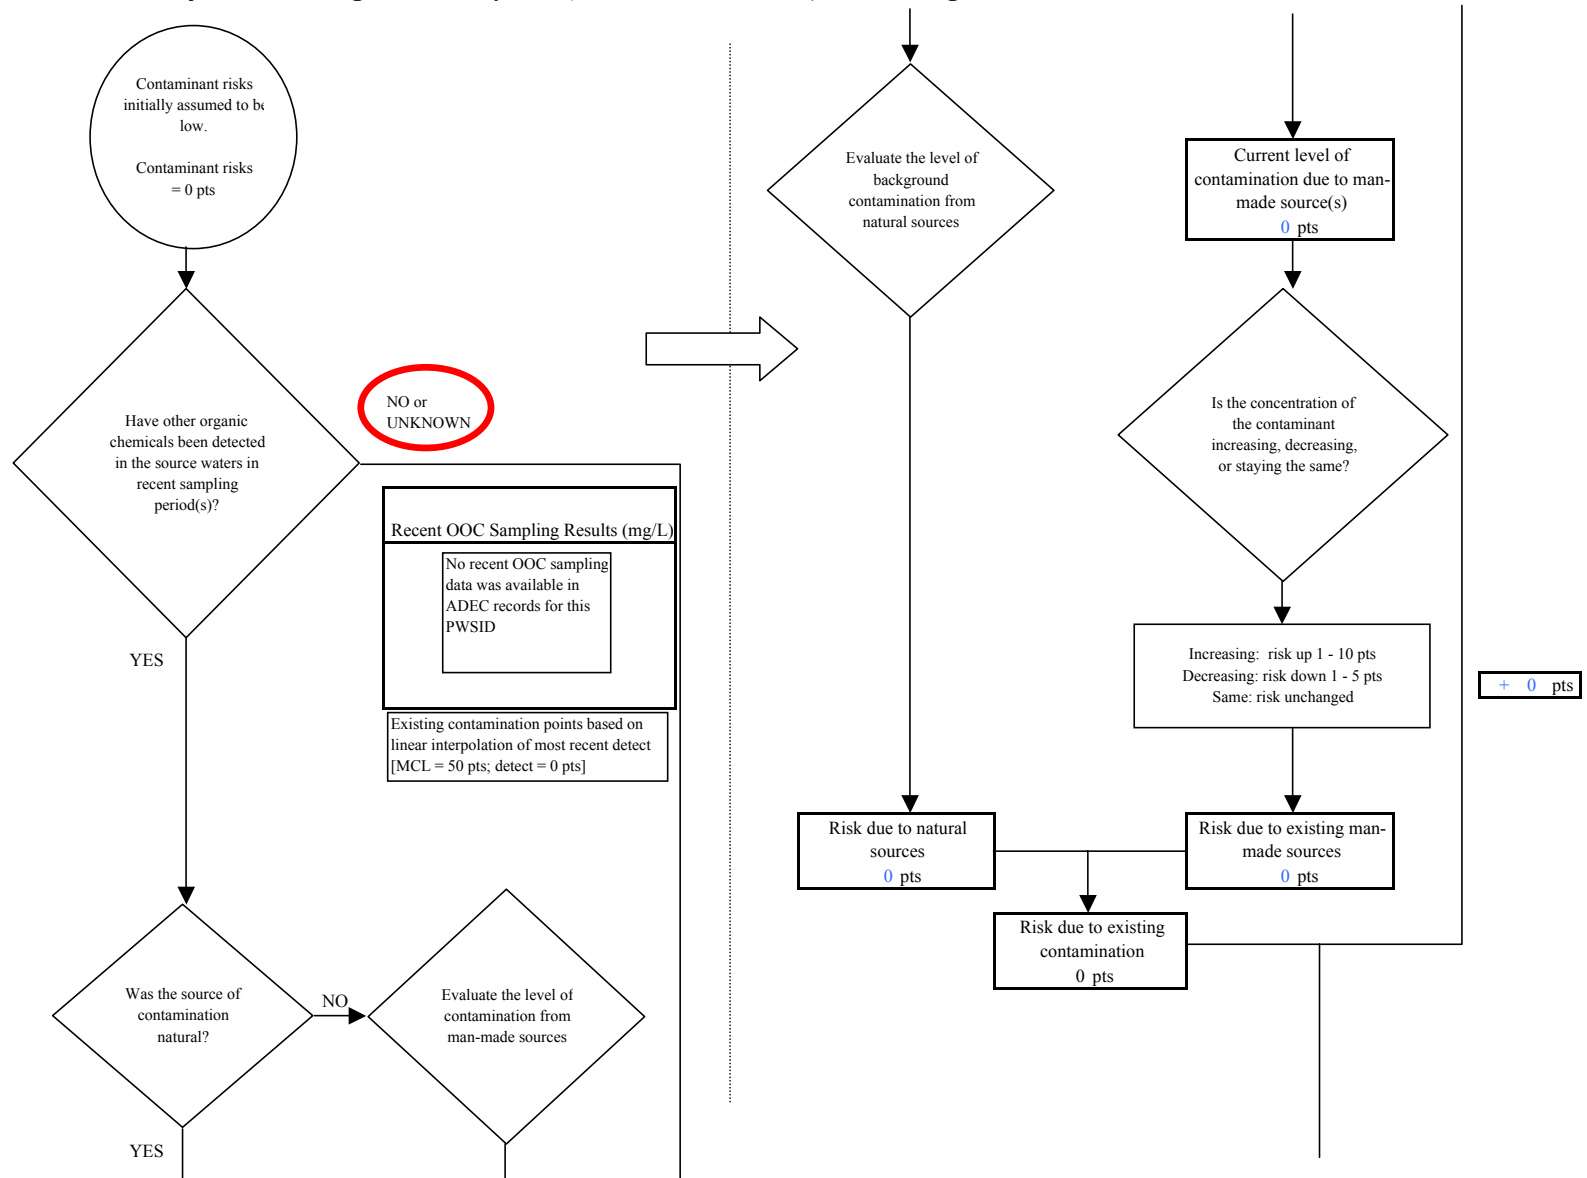 Contaminant risks
initially assumed to be
low.
Contaminant risks
= 0 pts
Have other organic
chemicals been detected
in the source waters in
recent sampling
period(s)?
NO or
UNKNOWN
Recent OOC Sampling Results (mg/L)
No recent OOC sampling
data was available in
ADEC records for this
PWSID
YES
Existing contamination points based on
linear interpolation of most recent detect
[MCL = 50 pts; detect = 0 pts]
Was the source of
contamination
natural?
NO
Evaluate the level of
contamination from
man-made sources
YES
Evaluate the level of
background
contamination from
natural sources
Current level of
contamination due to man-
made source(s)
0 pts
Is the concentration of
the contaminant
increasing, decreasing,
or staying the same?
Increasing: risk up 1 - 10 pts
Decreasing: risk down 1 - 5 pts
Same: risk unchanged
+ 0 pts
Risk due to natural
sources
0 pts
Risk due to existing man-
made sources
0 pts
Risk due to existing
contamination
0 pts